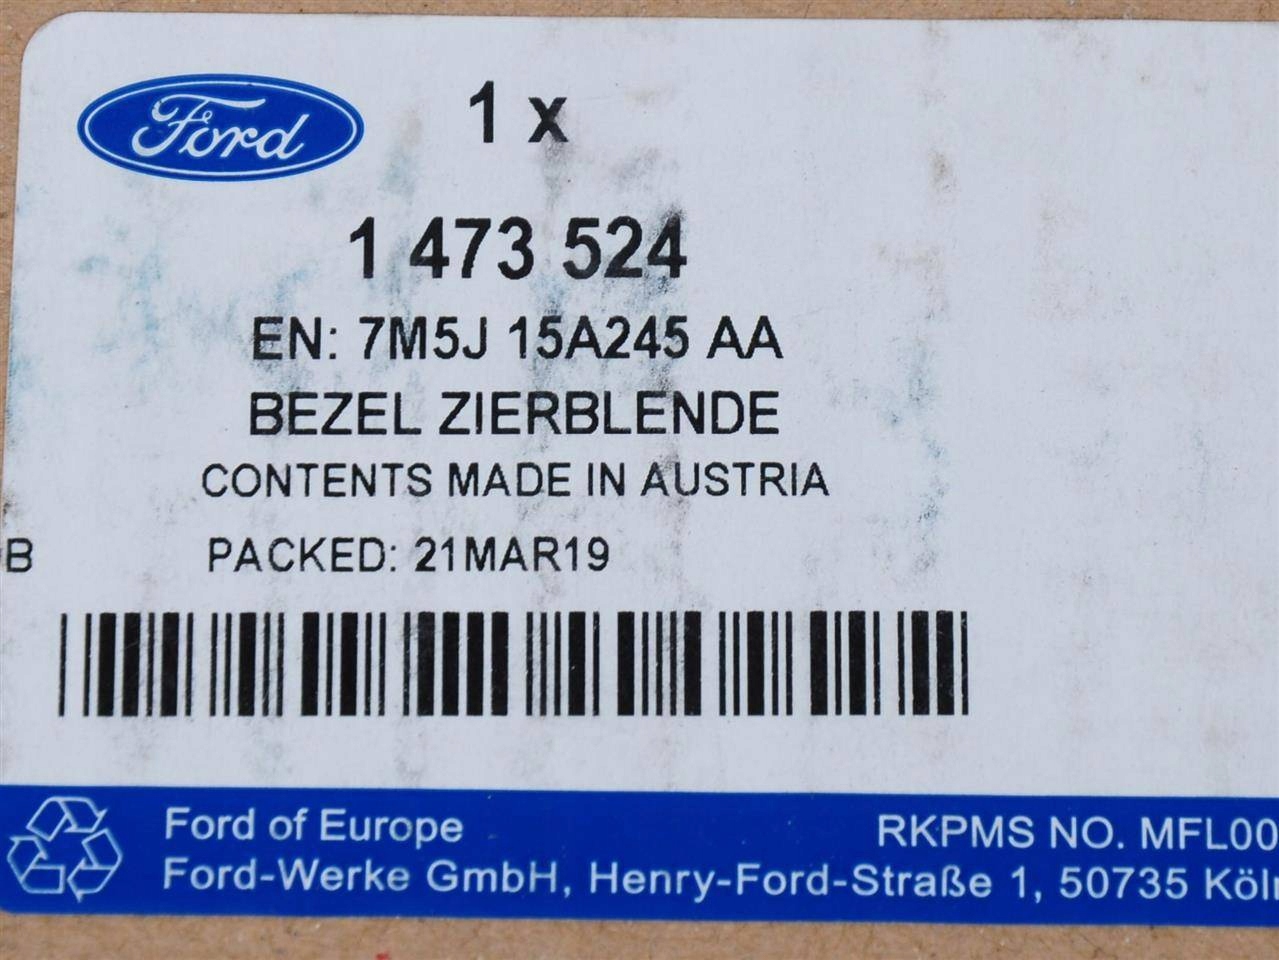 Ford
1 x
1 473 524
EN: 7M5J 15A245 AA
BEZEL ZIERBLENDE
CONTENTS MADE IN AUSTRIA
B
PACKED: 21MAR19
Ford of Europe
RKPMS NO. MFL00
Ford-Werke GmbH, Henry-Ford-Straße 1, 50735 Köln